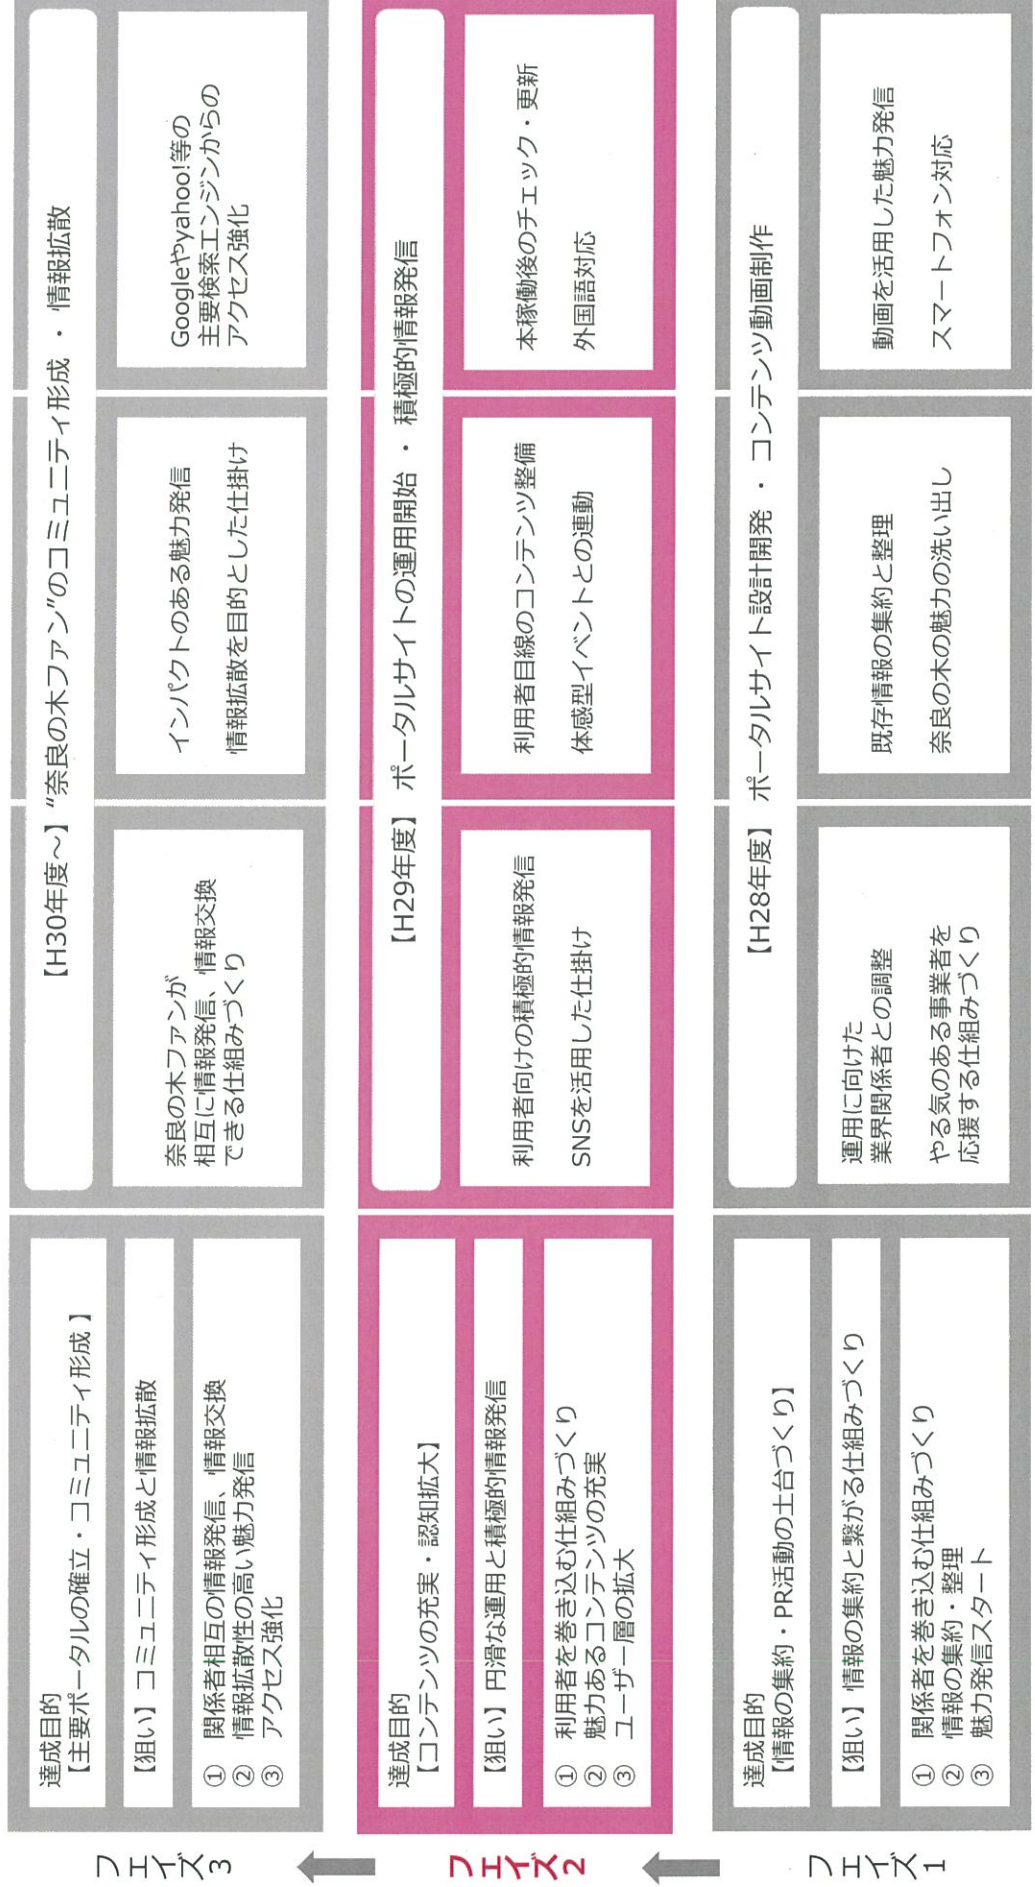 フェイズ3
達成目的
【主要ポータルの確立・コミュニティ形成】
【狙い】コミュニティ形成と情報拡散
① 関係者相互の情報発信、情報交換
② 情報拡散性の高い魅力発信
③ アクセス強化
【H30年度～】“奈良の木ファン”のコミュニティ形成 ・ 情報拡散
奈良の木ファンが
相互に情報発信、情報交換
できる仕組みづくり
インパクトのある魅力発信
情報拡散を目的とした仕掛け
Googleやyahoo!等の
主要検索エンジンからの
アクセス強化
フェイズ2
達成目的
【コンテンツの充実・認知拡大】
【狙い】円滑な運用と積極的情報発信
① 利用者を巻き込む仕組みづくり
② 魅力あるコンテンツの充実
③ ユーザー層の拡大
【H29年度】 ポータルサイトの運用開始 ・ 積極的情報発信
利用者向けの積極的情報発信
SNSを活用した仕掛け
利用者目線のコンテンツ整備
体感型イベントとの連動
本稼働後のチェック・更新
外国語対応
フェイズ1
達成目的
【情報の集約・PR活動の土台づくり】
【狙い】情報の集約と繋がる仕組みづくり
① 関係者を巻き込む仕組みづくり
② 情報の集約・整理
③ 魅力発信スタート
【H28年度】 ポータルサイト設計開発 ・ コンテンツ動画制作
運用に向けた
業界関係者との調整
やる気のある事業者を
応援する仕組みづくり
既存情報の集約と整理
奈良の木の魅力の洗い出し
動画を活用した魅力発信
スマートフォン対応